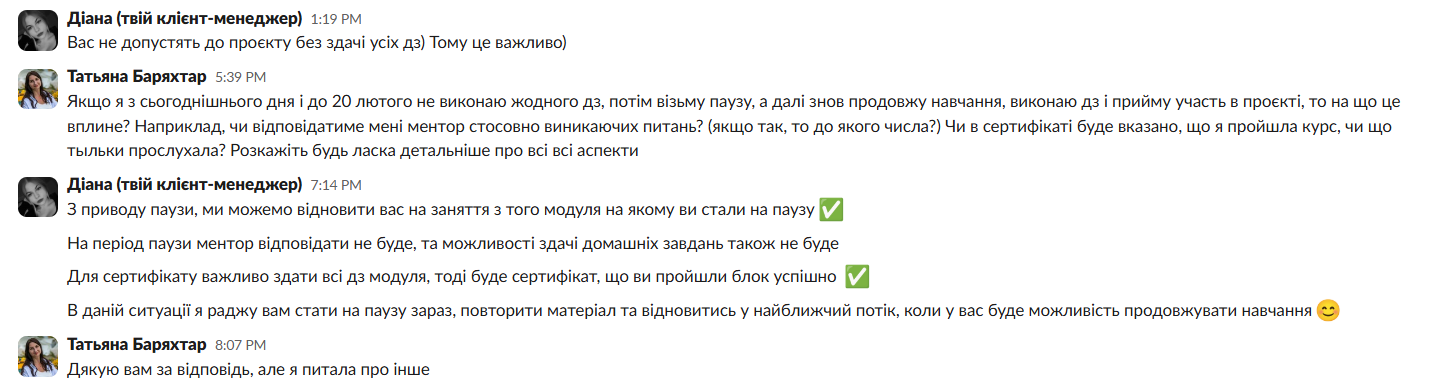 Діана (твій клієнт-менеджер) 1:19 PM
Вас не допустять до проєкту без здачі усіх дз) Тому це важливо)
Татьяна Баряхтар 5:39 PM
Якщо я з сьогоднішнього дня і до 20 лютого не виконаю жодного дз, потім візьму паузу, а далі знов продовжу навчання, виконаю дз і прийму участь в проєкті, то на що це
вплине? Наприклад, чи відповідатиме мені ментор стосовно виникаючих питань? (якщо так, то до якого числа?) Чи в сертифікаті буде вказано, що я пройшла курс, чи що
тыльки прослухала? Розкажіть будь ласка детальніше про всі всі аспекти
Діана (твій клієнт-менеджер) 7:14 PM
З приводу паузи, ми можемо відновити вас на заняття з того модуля на якому ви стали на паузу ✅
На період паузи ментор відповідати не буде, та можливості здачі домашніх завдань також не буде
Для сертифікату важливо здати всі дз модуля, тоді буде сертифікат, що ви пройшли блок успішно ✅
В даній ситуації я раджу вам стати на паузу зараз, повторити матеріал та відновитись у найближчий потік, коли у вас буде можливість продовжувати навчання 😊
Татьяна Баряхтар 8:07 PM
Дякую вам за відповідь, але я питала про інше